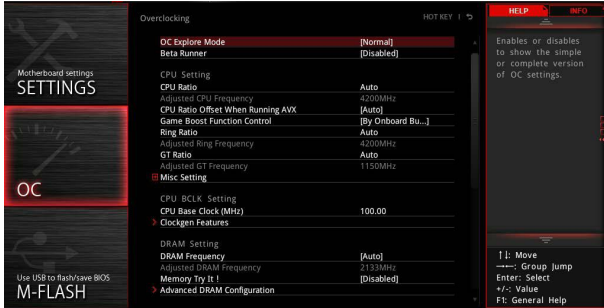 Overclocking
HOT KEY | 
HELP
INFO
OC Explore Mode [Normal]
Beta Runner [Disabled]
CPU Setting
CPU Ratio Auto
Adjusted CPU Frequency 4200MHz
CPU Ratio Offset When Running AVX [Auto]
Game Boost Function Control [By Onboard Bu...]
Ring Ratio Auto
Adjusted Ring Frequency 4200MHz
GT Ratio Auto
Adjusted GT Frequency 1150MHz
Misc Setting
CPU BCLK Setting
CPU Base Clock (MHz) 100.00
Clockgen Features
DRAM Setting
DRAM Frequency [Auto]
Adjusted DRAM Frequency 2133MHz
Memory Try It ! [Disabled]
Advanced DRAM Configuration
Motherboard settings
SETTINGS
OC
Use USB to flash/save BIOS
M-FLASH
Enables or disables
to show the simple
or complete version
of OC settings.
↑↓: Move
→←: Group Jump
Enter: Select
+/-: Value
F1: General Help